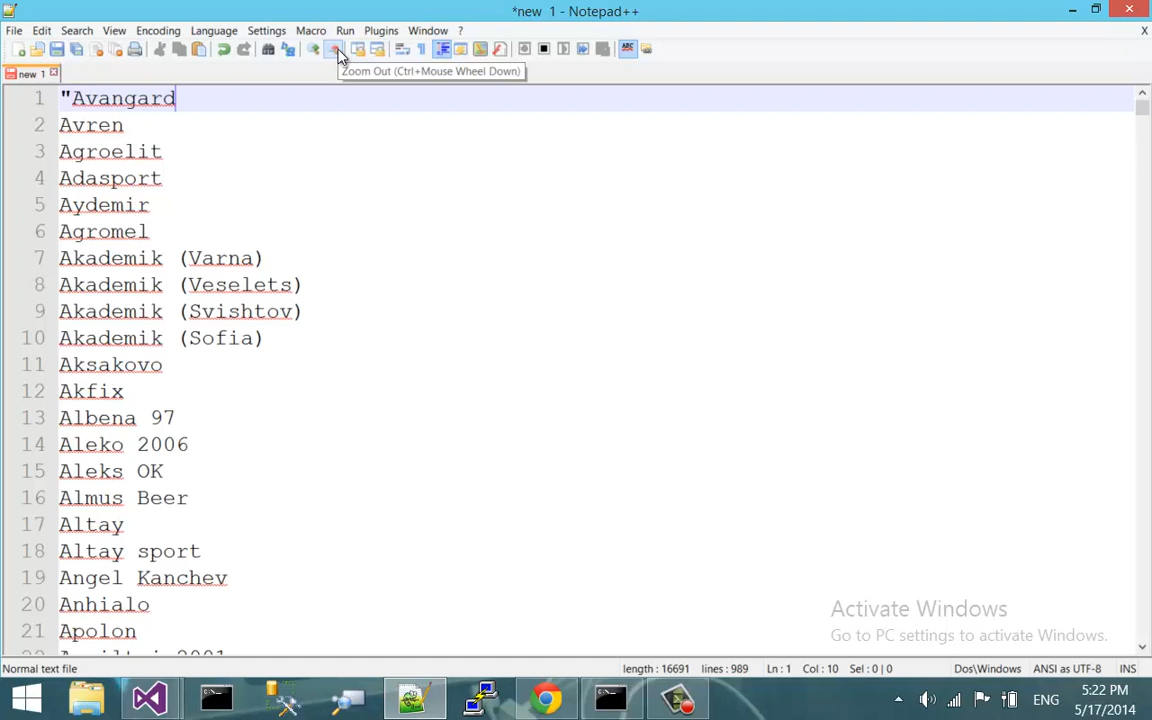 *new 1 - Notepad++
File Edit Search View Encoding Language Settings Macro Run Plugins Window ? X
new 1
Zoom Out (Ctrl+Mouse Wheel Down)
1 "Avangard
2 Avren
3 Agroelit
4 Adasport
5 Aydemir
6 Agromel
7 Akademik (Varna)
8 Akademik (Veselets)
9 Akademik (Svishtov)
10 Akademik (Sofia)
11 Aksakovo
12 Akfix
13 Albena 97
14 Aleko 2006
15 Aleks OK
16 Almus Beer
17 Altay
18 Altay sport
19 Angel Kanchev
20 Anhialo
21 Apolon
Activate Windows
Go to PC settings to activate Windows.
Normal text file length : 16691 lines : 989 Ln : 1 Col : 10 Sel : 0 | 0 Dos\Windows ANSI as UTF-8 INS
ENG
5:22 PM
5/17/2014